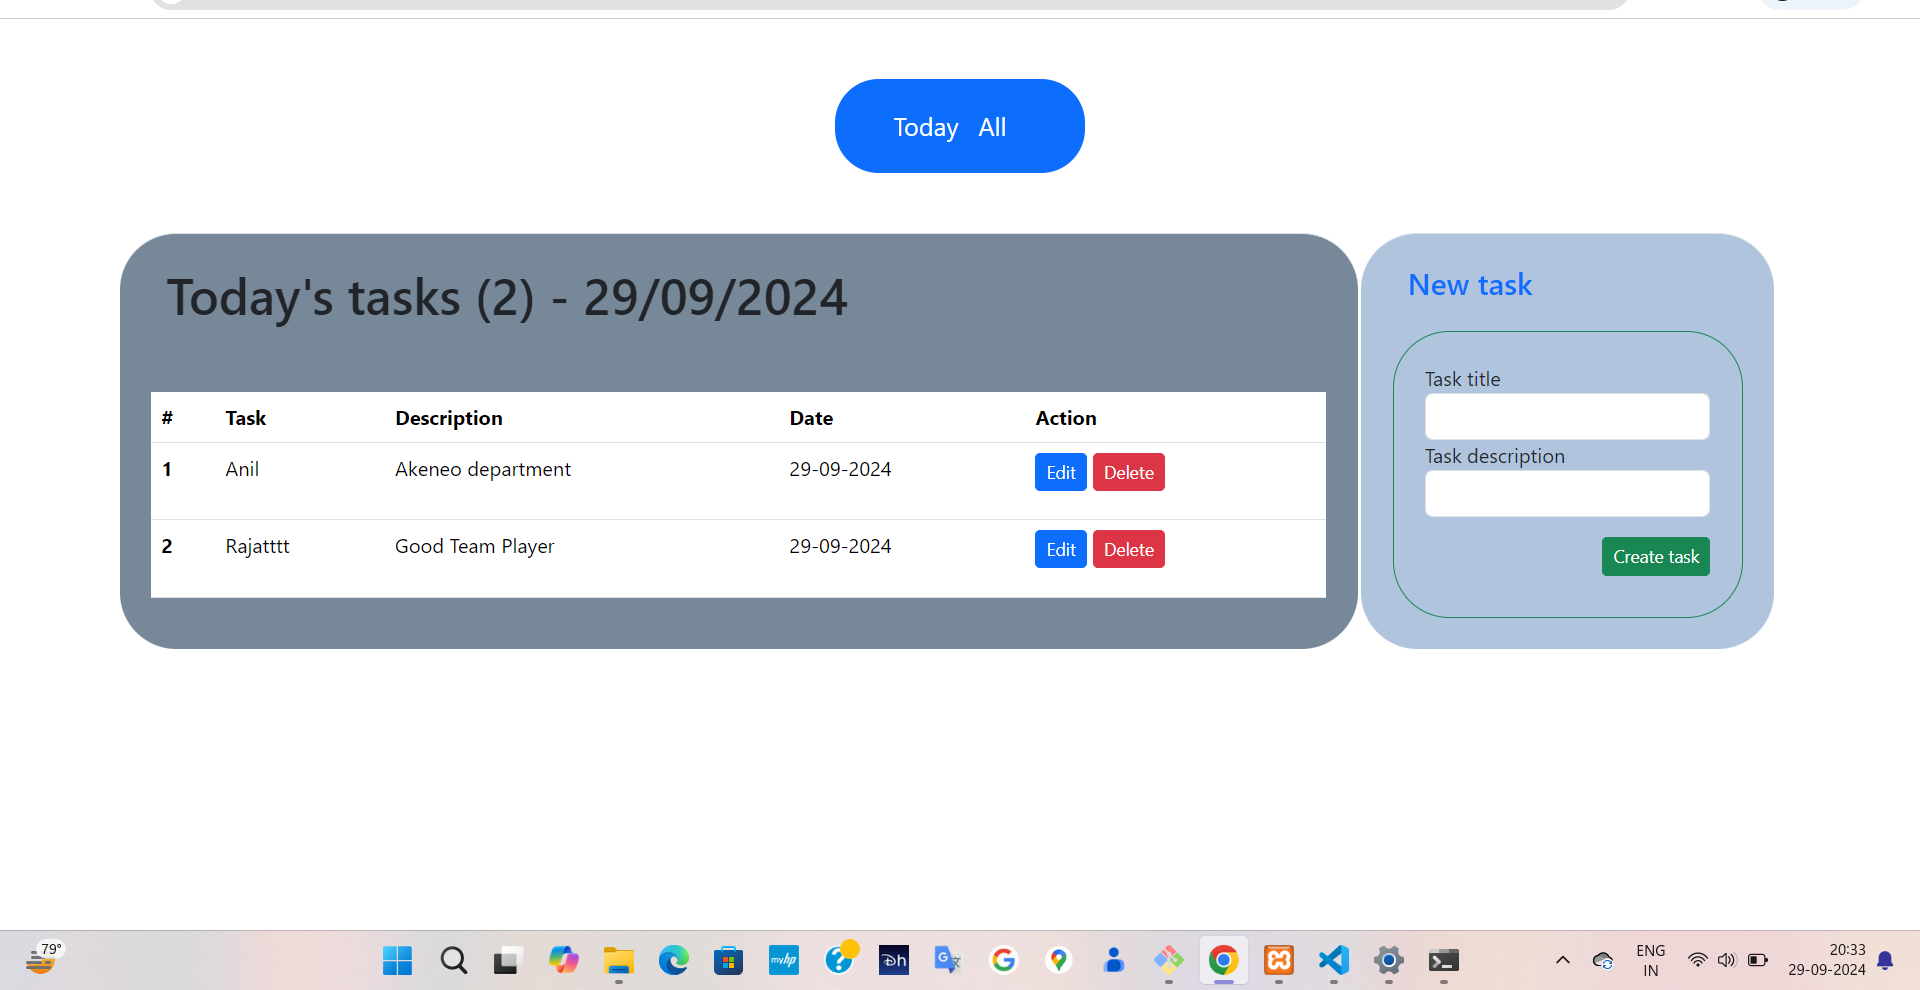 Today All
Today's tasks (2) - 29/09/2024
# Task Description Date Action
1 Anil Akeneo department 29-09-2024 Edit Delete
2 Rajatttt Good Team Player 29-09-2024 Edit Delete
New task
Task title
Task description
Create task
79°
myhp
Dh
ENG
IN
20:33
29-09-2024